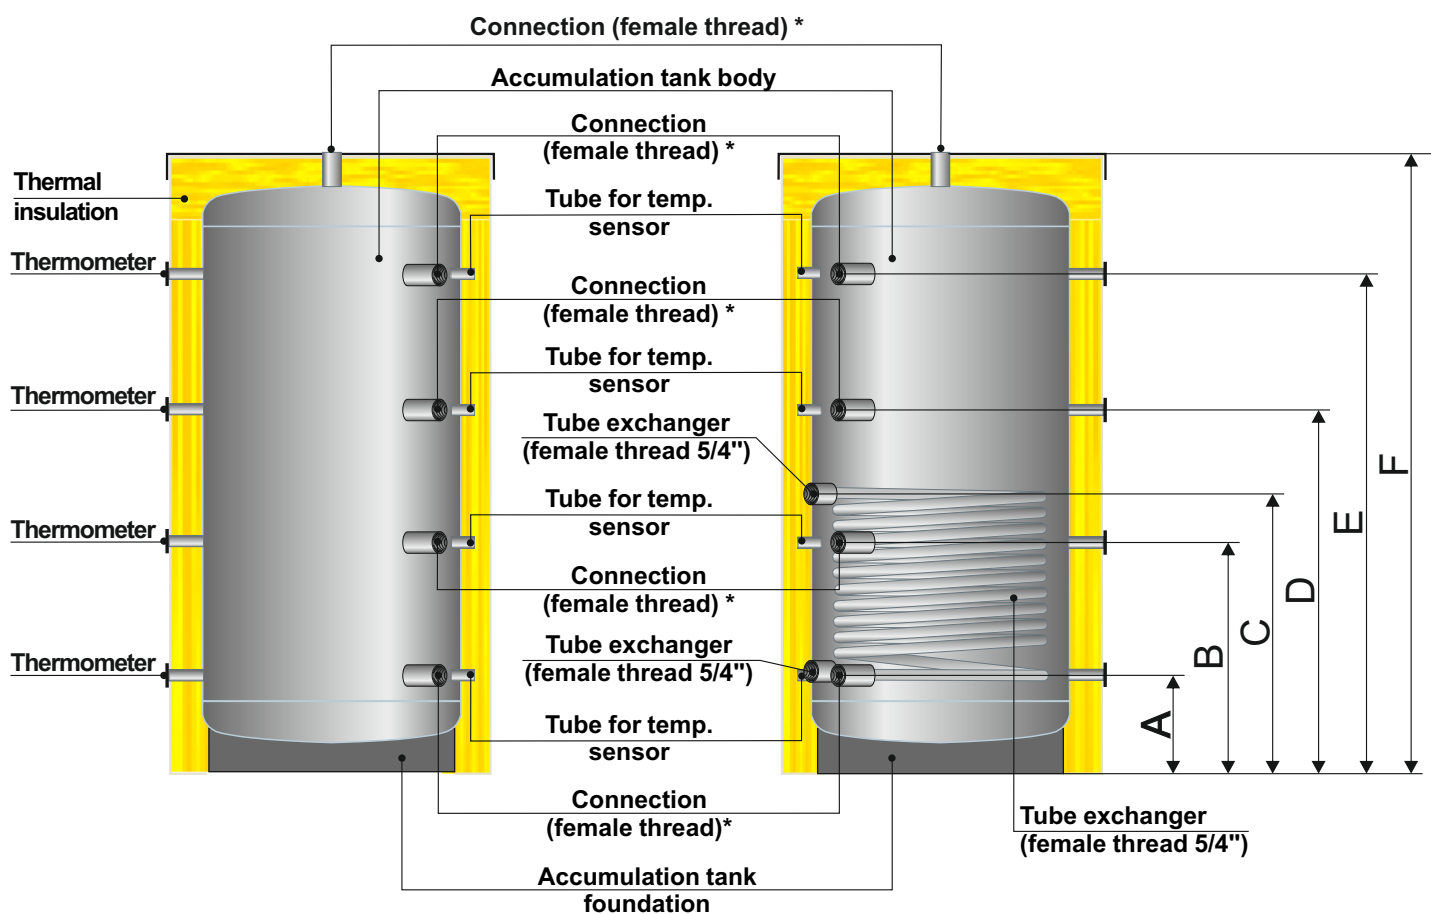 Connection (female thread) *
Accumulation tank body
Connection
(female thread) *
Thermal
insulation
Tube for temp.
sensor
Thermometer
Connection
(female thread) *
Tube for temp.
sensor
Thermometer
Tube exchanger
(female thread 5/4")
Tube for temp.
sensor
Thermometer
Connection
(female thread) *
Tube exchanger
(female thread 5/4")
Thermometer
Tube for temp.
sensor
Connection
(female thread)*
Accumulation tank
foundation
Tube exchanger
(female thread 5/4")
A
B
C
D
E
F